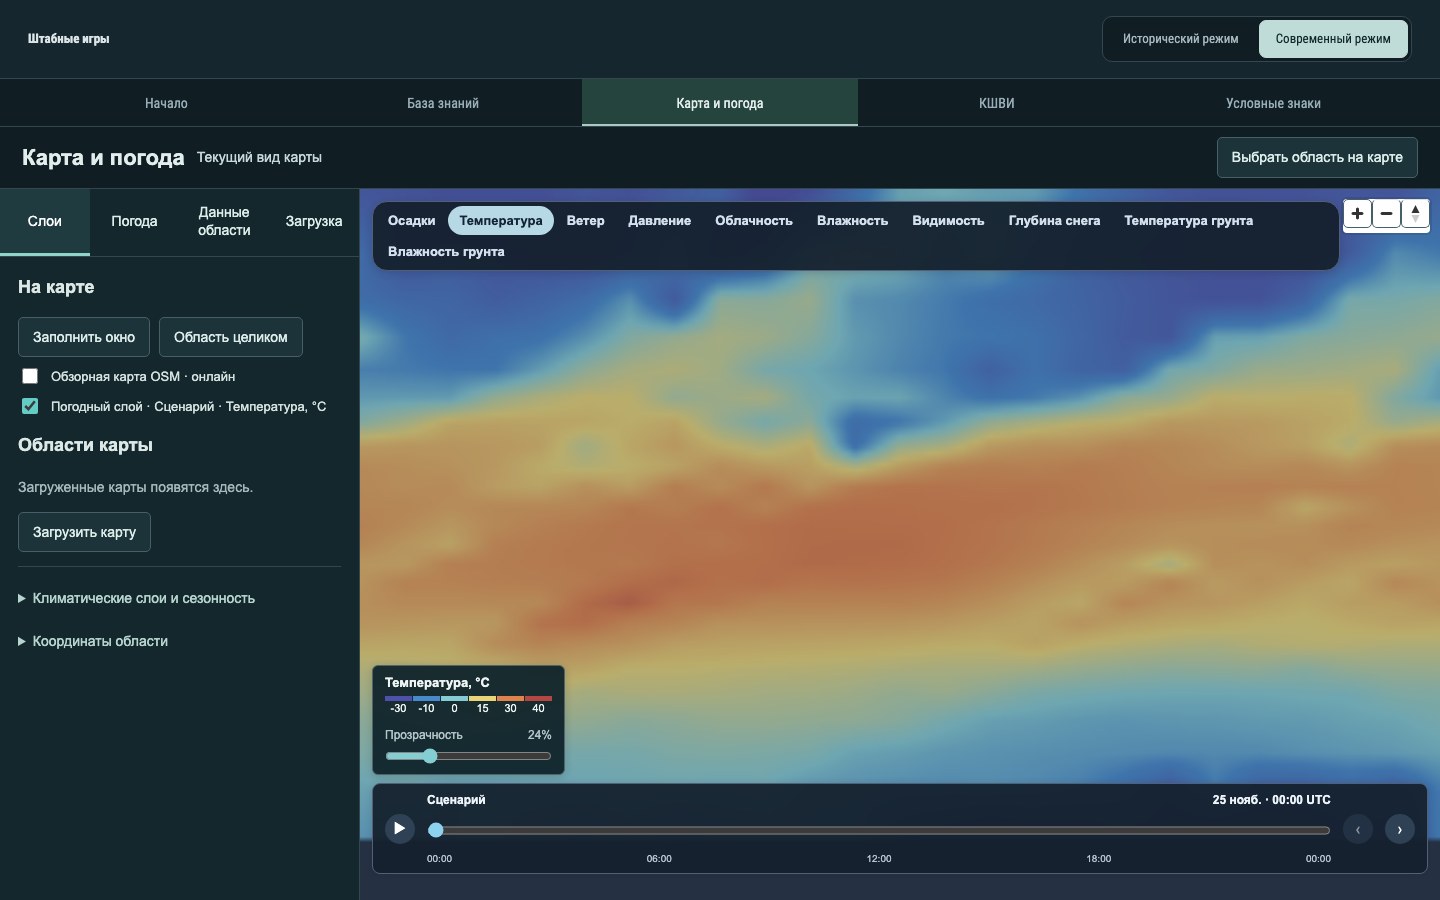 Штабные игры
Исторический режим
Современный режим
Начало
База знаний
Карта и погода
КШВИ
Условные знаки
Карта и погода
Текущий вид карты
Выбрать область на карте
Слои
Погода
Данные
области
Загрузка
На карте
Заполнить окно
Область целиком
Обзорная карта OSM · онлайн
Погодный слой · Сценарий · Температура, °C
Области карты
Загруженные карты появятся здесь.
Загрузить карту
Климатические слои и сезонность
Координаты области
Осадки
Температура
Ветер
Давление
Облачность
Влажность
Видимость
Глубина снега
Температура грунта
Влажность грунта
Температура, °C
-30 -10 0 15 30 40
Прозрачность 24%
Сценарий
25 нояб. · 00:00 UTC
00:00 06:00 12:00 18:00 00:00